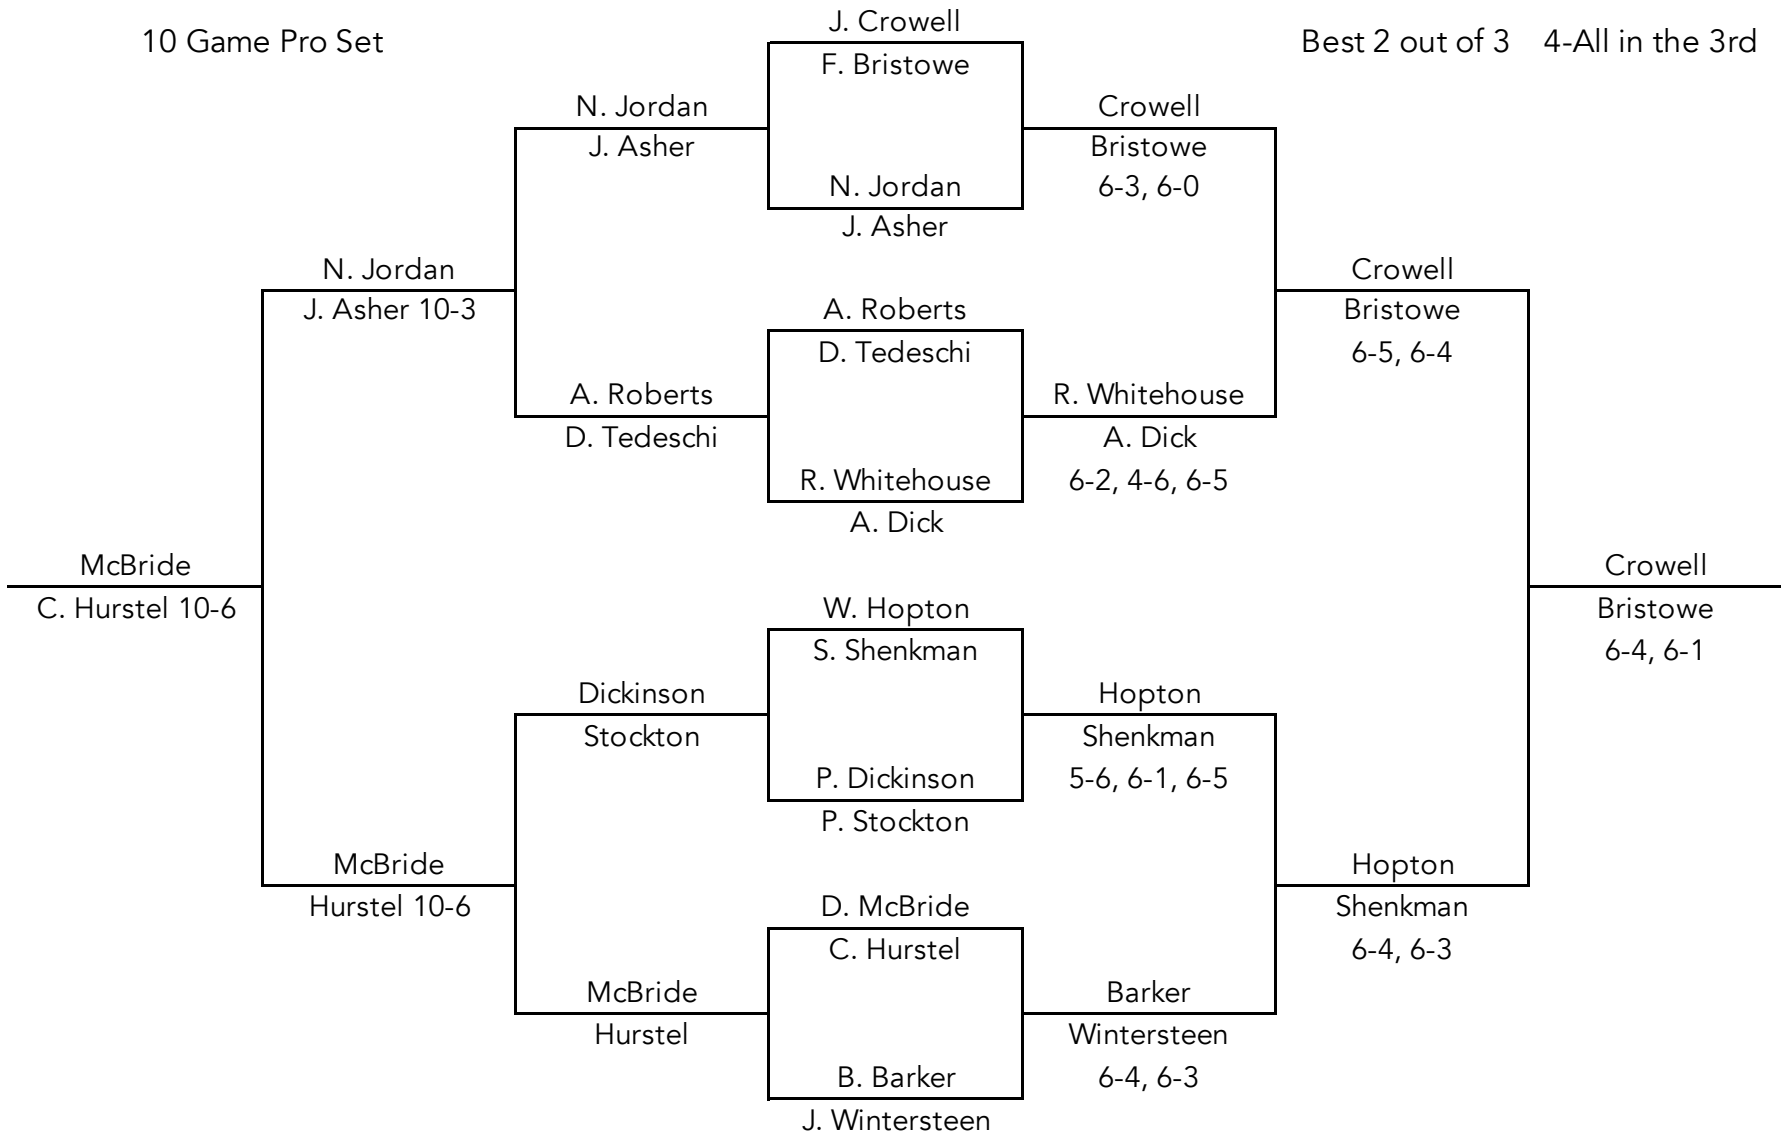 10 Game Pro Set
Best 2 out of 3 4-All in the 3rd
J. Crowell
F. Bristowe
N. Jordan
J. Asher
Crowell
Bristowe
6-3, 6-0
N. Jordan
J. Asher
N. Jordan
J. Asher 10-3
Crowell
Bristowe
6-5, 6-4
A. Roberts
D. Tedeschi
A. Roberts
D. Tedeschi
R. Whitehouse
A. Dick
6-2, 4-6, 6-5
R. Whitehouse
A. Dick
McBride
C. Hurstel 10-6
Crowell
Bristowe
6-4, 6-1
W. Hopton
S. Shenkman
Dickinson
Stockton
Hopton
Shenkman
5-6, 6-1, 6-5
P. Dickinson
P. Stockton
McBride
Hurstel 10-6
Hopton
Shenkman
6-4, 6-3
D. McBride
C. Hurstel
McBride
Hurstel
Barker
Wintersteen
6-4, 6-3
B. Barker
J. Wintersteen